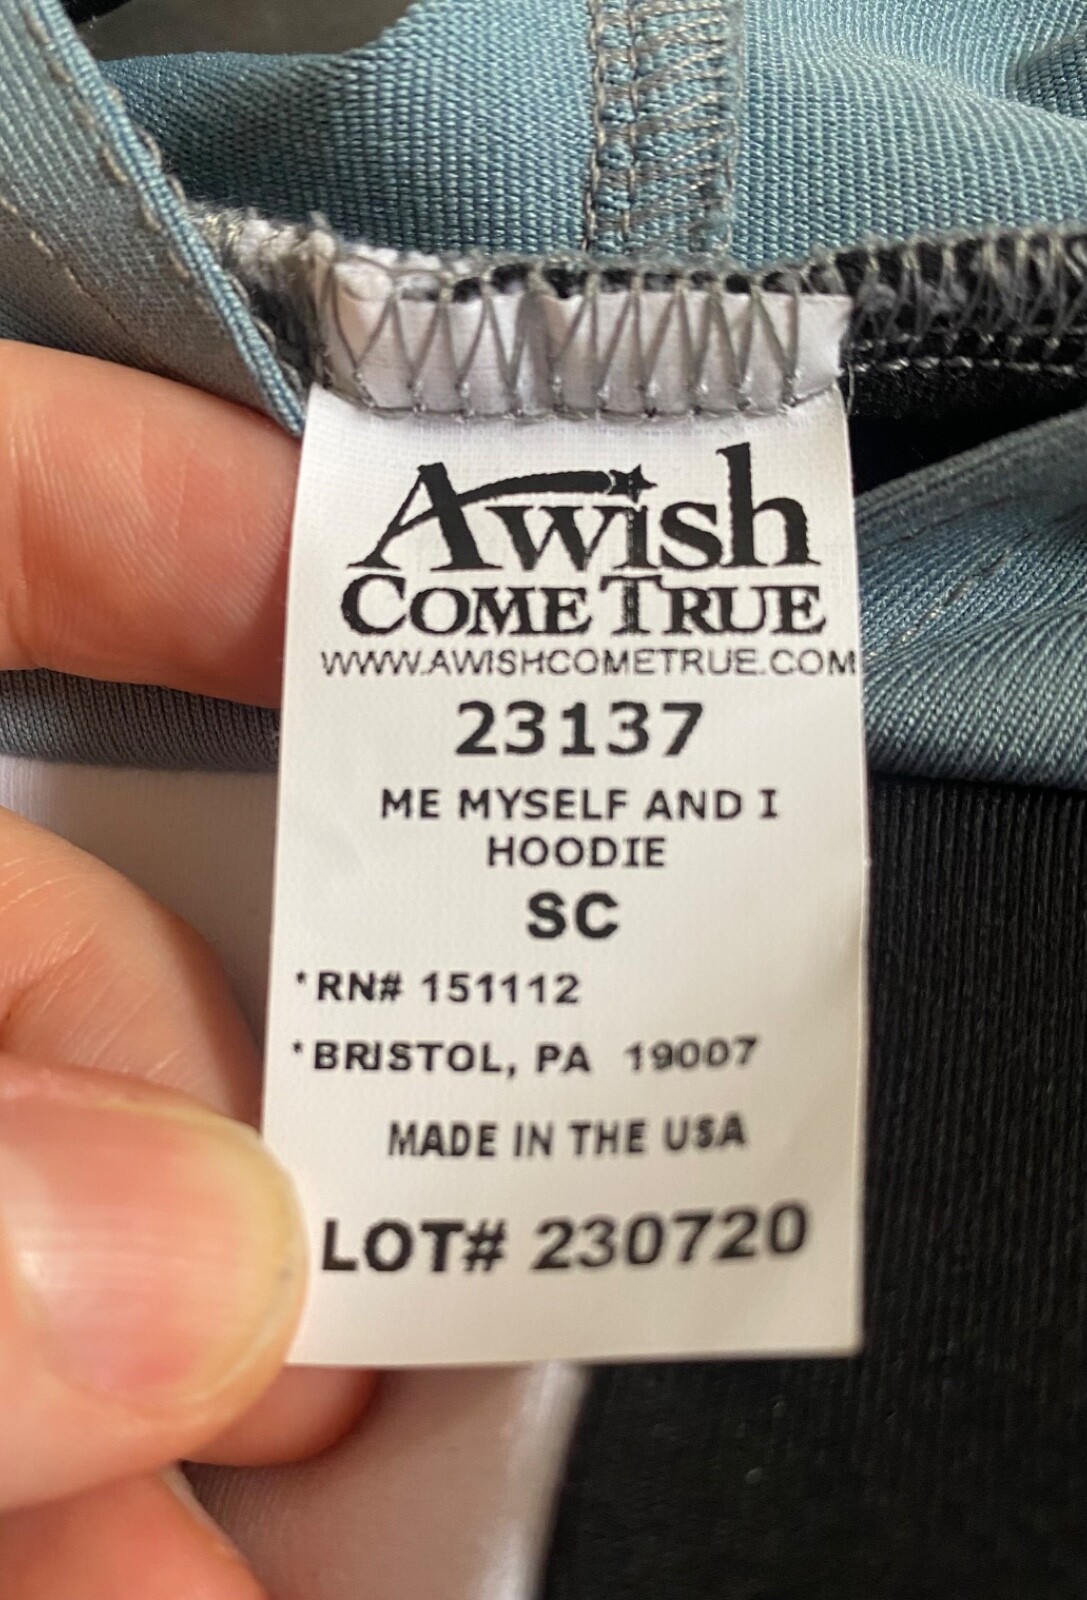 Awish
COME TRUE
WWW.AWISHCOMETRUE.COM
23137
ME MYSELF AND I
HOODIE
SC
*RN# 151112
*BRISTOL, PA 19007
MADE IN THE USA
LOT# 230720